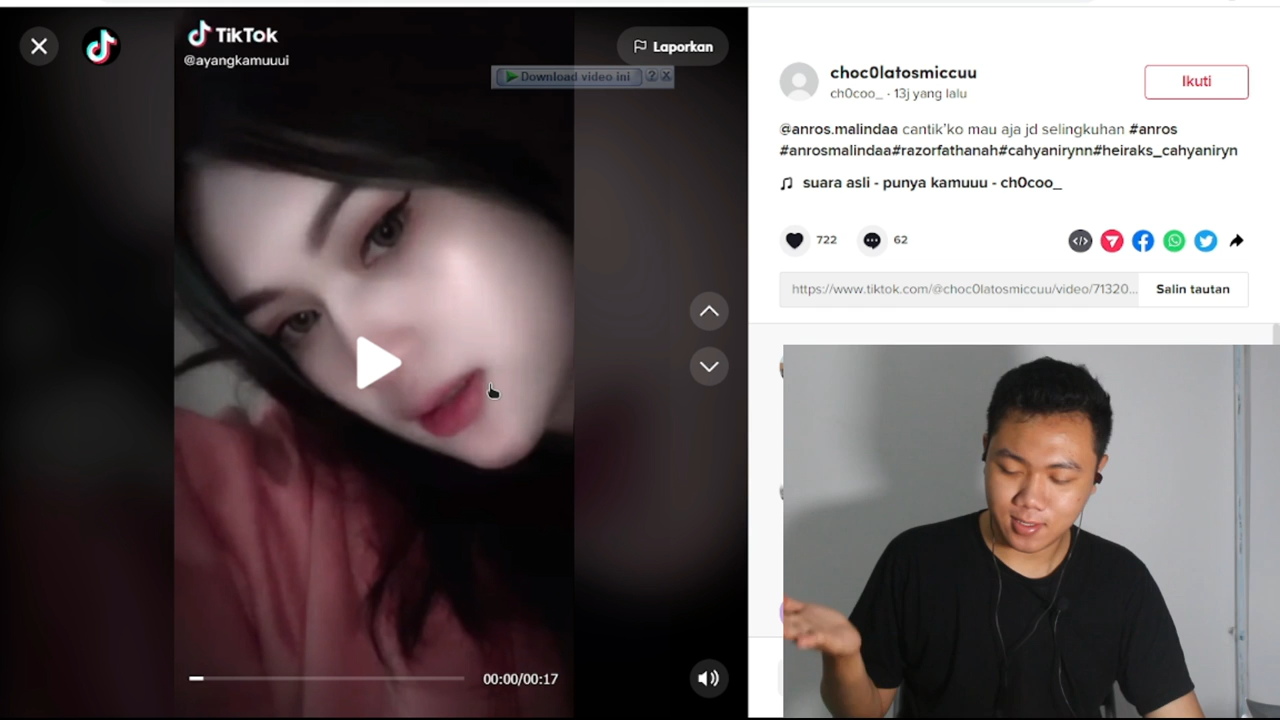 TikTok
@ayangkamuuui
Laporkan
Download video ini
?
X
00:00/00:17
choc0latosmiccuu
ch0coo_ · 13j yang lalu
Ikuti
@anros.malindaa cantik'ko mau aja jd selingkuhan #anros
#anrosmalindaa#razorfathanah#cahyanirynn#heiraks_cahyaniryn
suara asli - punya kamuuu - ch0coo_
722
62
https://www.tiktok.com/@choc0latosmiccuu/video/71320...
Salin tautan